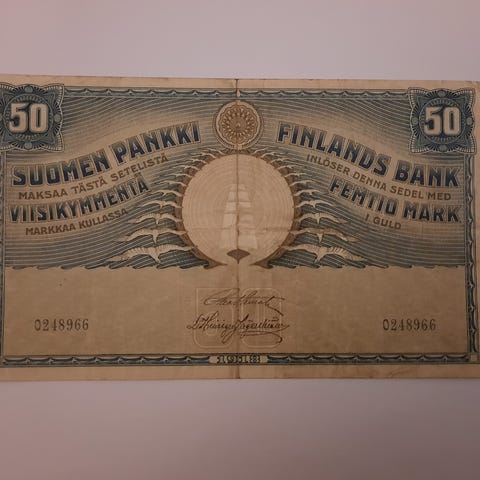 50
50
SUOMEN PANKKI
MAKSAA TÄSTÄ SETELISTÄ
VIISIKYMMENTÄ
MARKKAA KULLASSA
FINLANDS BANK
INLÖSER DENNA SEDEL MED
FEMTIO MARK
I GULD
0248966
0248966